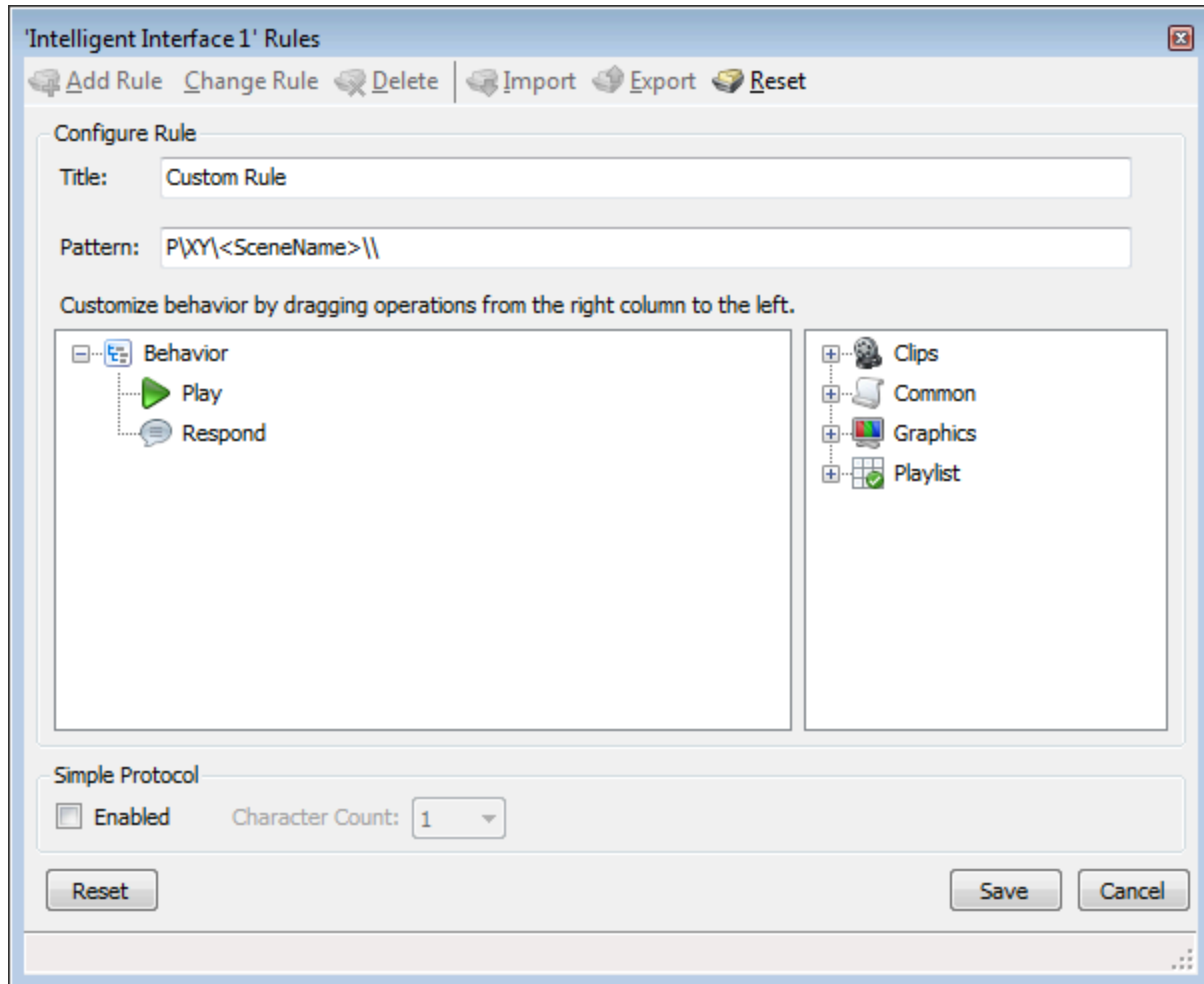 'Intelligent Interface 1' Rules
Add Rule Change Rule Delete Import Export Reset
Configure Rule
Title: Custom Rule
Pattern: P\XY\<SceneName>\\
Customize behavior by dragging operations from the right column to the left.
Behavior Clips
Play Common
Respond Graphics
Playlist
Simple Protocol
Enabled Character Count: 1
Reset Save Cancel